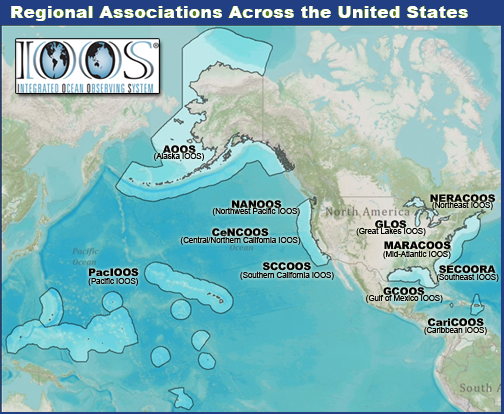 Regional Associations Across the United States
IOOS®
INTEGRATED OCEAN OBSERVING SYSTEM
AOOS
(Alaska IOOS)
NANOOS
(Northwest Pacific IOOS)
CeNCOOS
(Central/Northern California IOOS)
SCCOOS
(Southern California IOOS)
PacIOOS
(Pacific IOOS)
North America
NERACOOS
(Northeast IOOS)
GLOS
(Great Lakes IOOS)
MARACOOS
(Mid-Atlantic IOOS)
SECOORA
(Southeast IOOS)
GCOOS
(Gulf of Mexico IOOS)
CariCOOS
(Caribbean IOOS)
Pacific
Ocean
Pacific
Ocean
South A